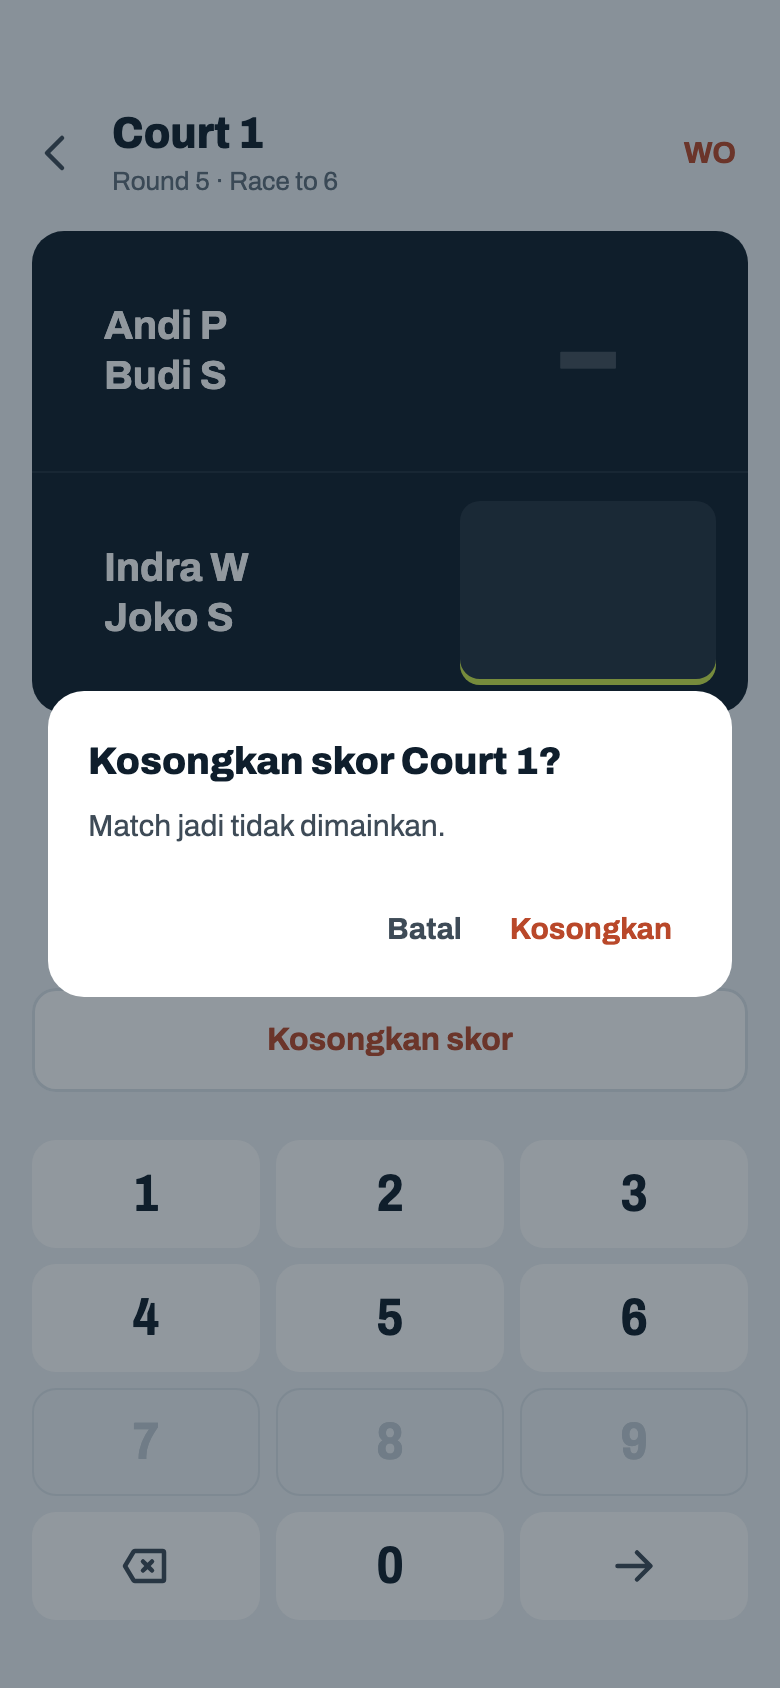 Court 1
WO
Round 5 · Race to 6
Andi P
Budi S
Indra W
Joko S
Kosongkan skor Court 1?
Match jadi tidak dimainkan.
Batal Kosongkan
Kosongkan skor
1 2 3
4 5 6
7 8 9
0